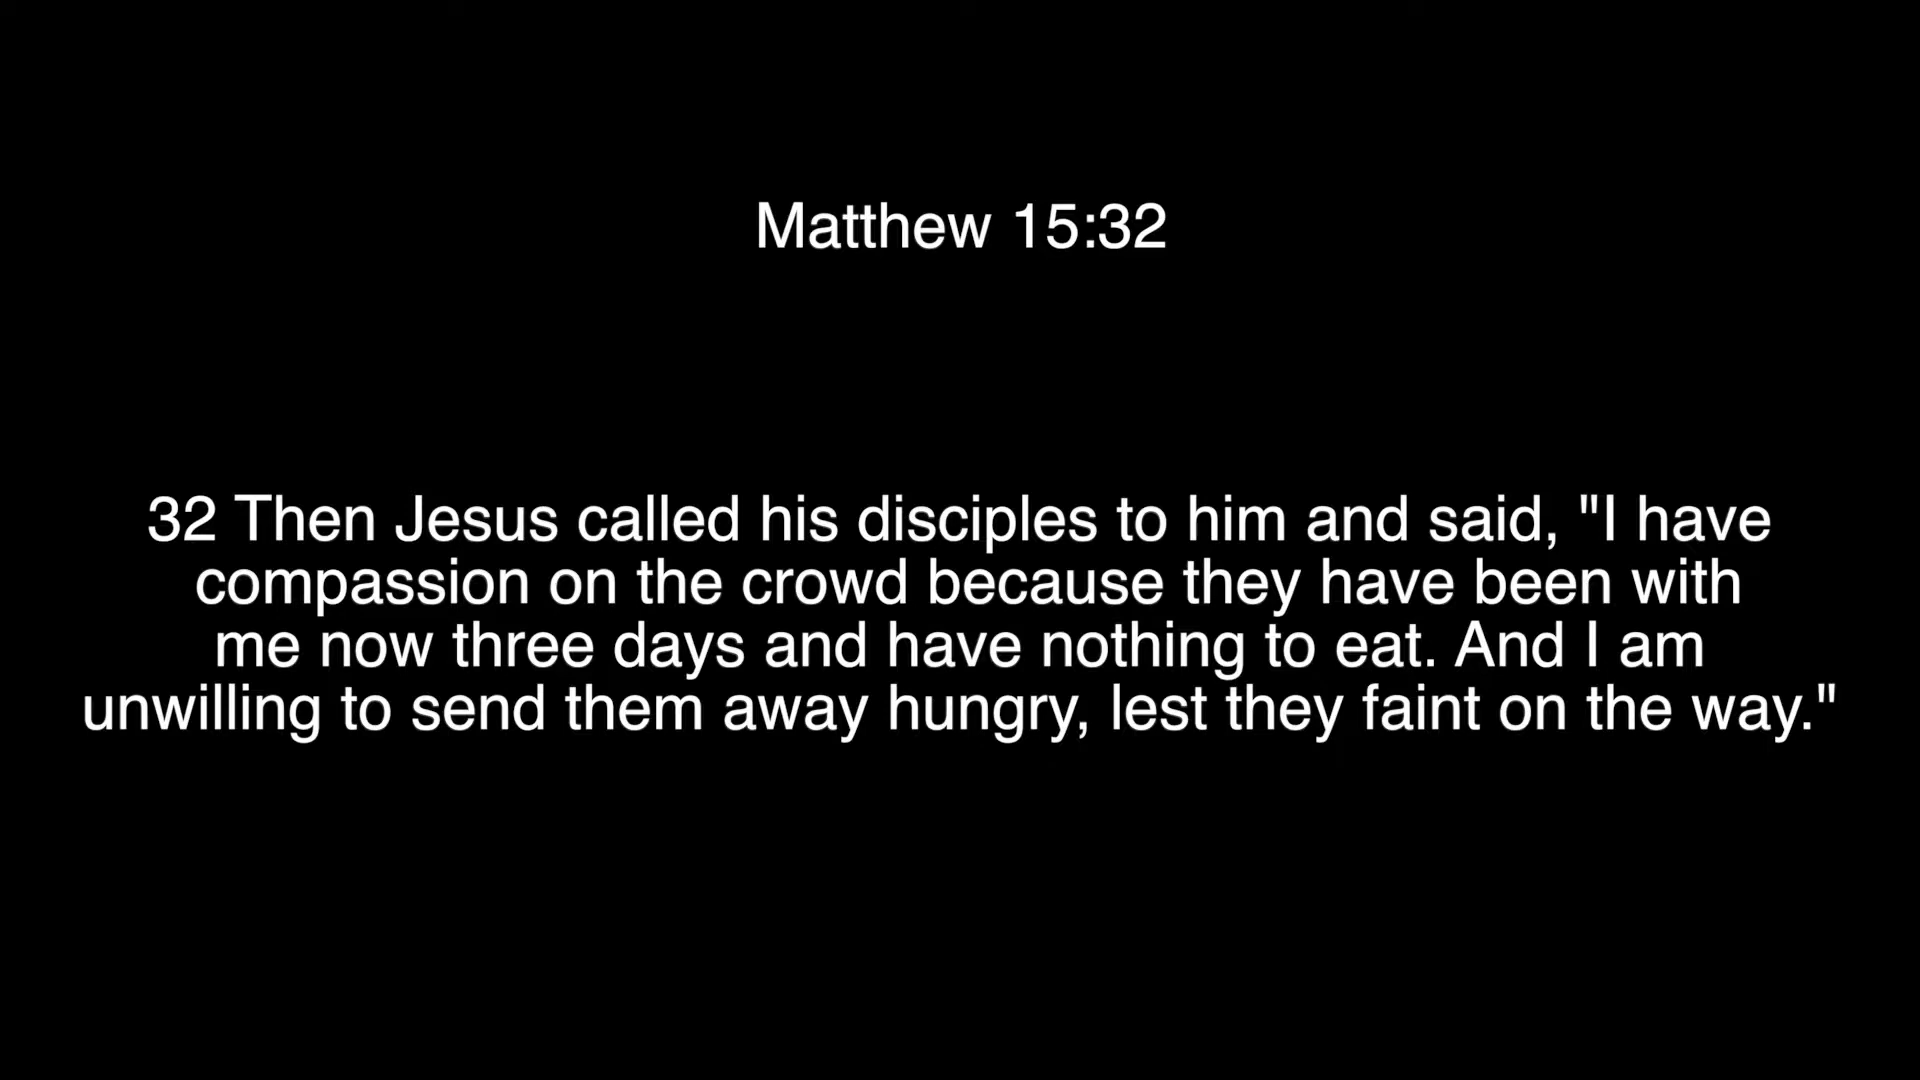 Matthew 15:32
32 Then Jesus called his disciples to him and said, "I have
compassion on the crowd because they have been with
me now three days and have nothing to eat. And I am
unwilling to send them away hungry, lest they faint on the way."